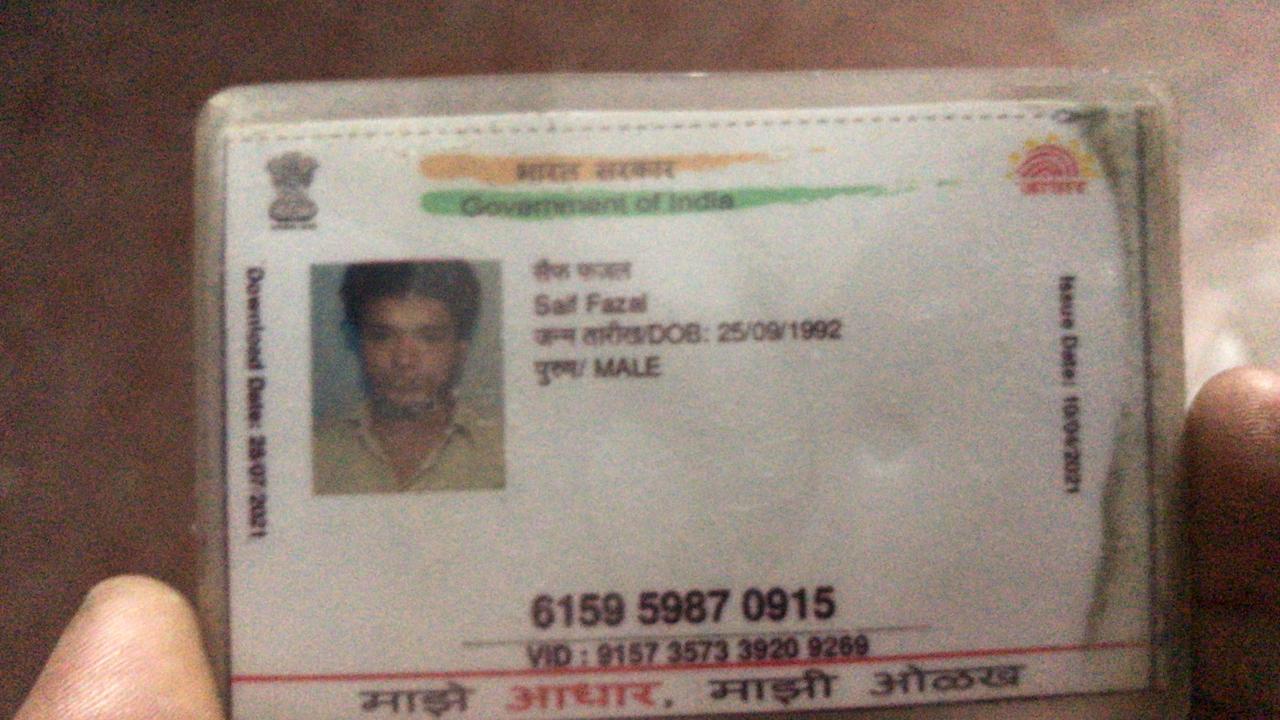 भारत सरकार
Government of India
आधार
Download Date: 28/07/2021
सैफ फजल
Saif Fazal
जन्म तारीख/DOB: 25/09/1992
पुरुष/ MALE
Issue Date: 10/04/2021
6159 5987 0915
VID : 9157 3573 3920 9269
माझे आधार, माझी ओळख